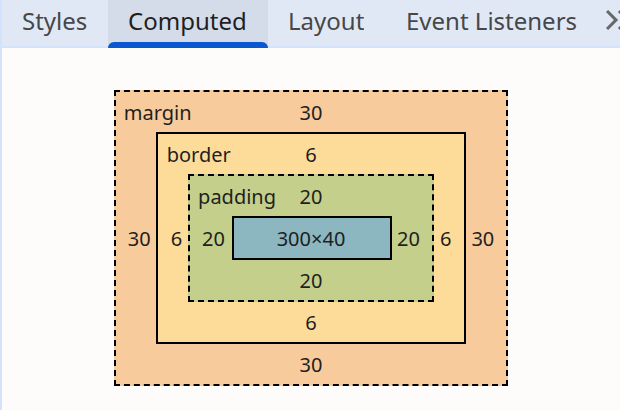 Styles Computed Layout Event Listeners
margin 30
border 6
padding 20
30 6 20 300×40 20 6 30
20
6
30